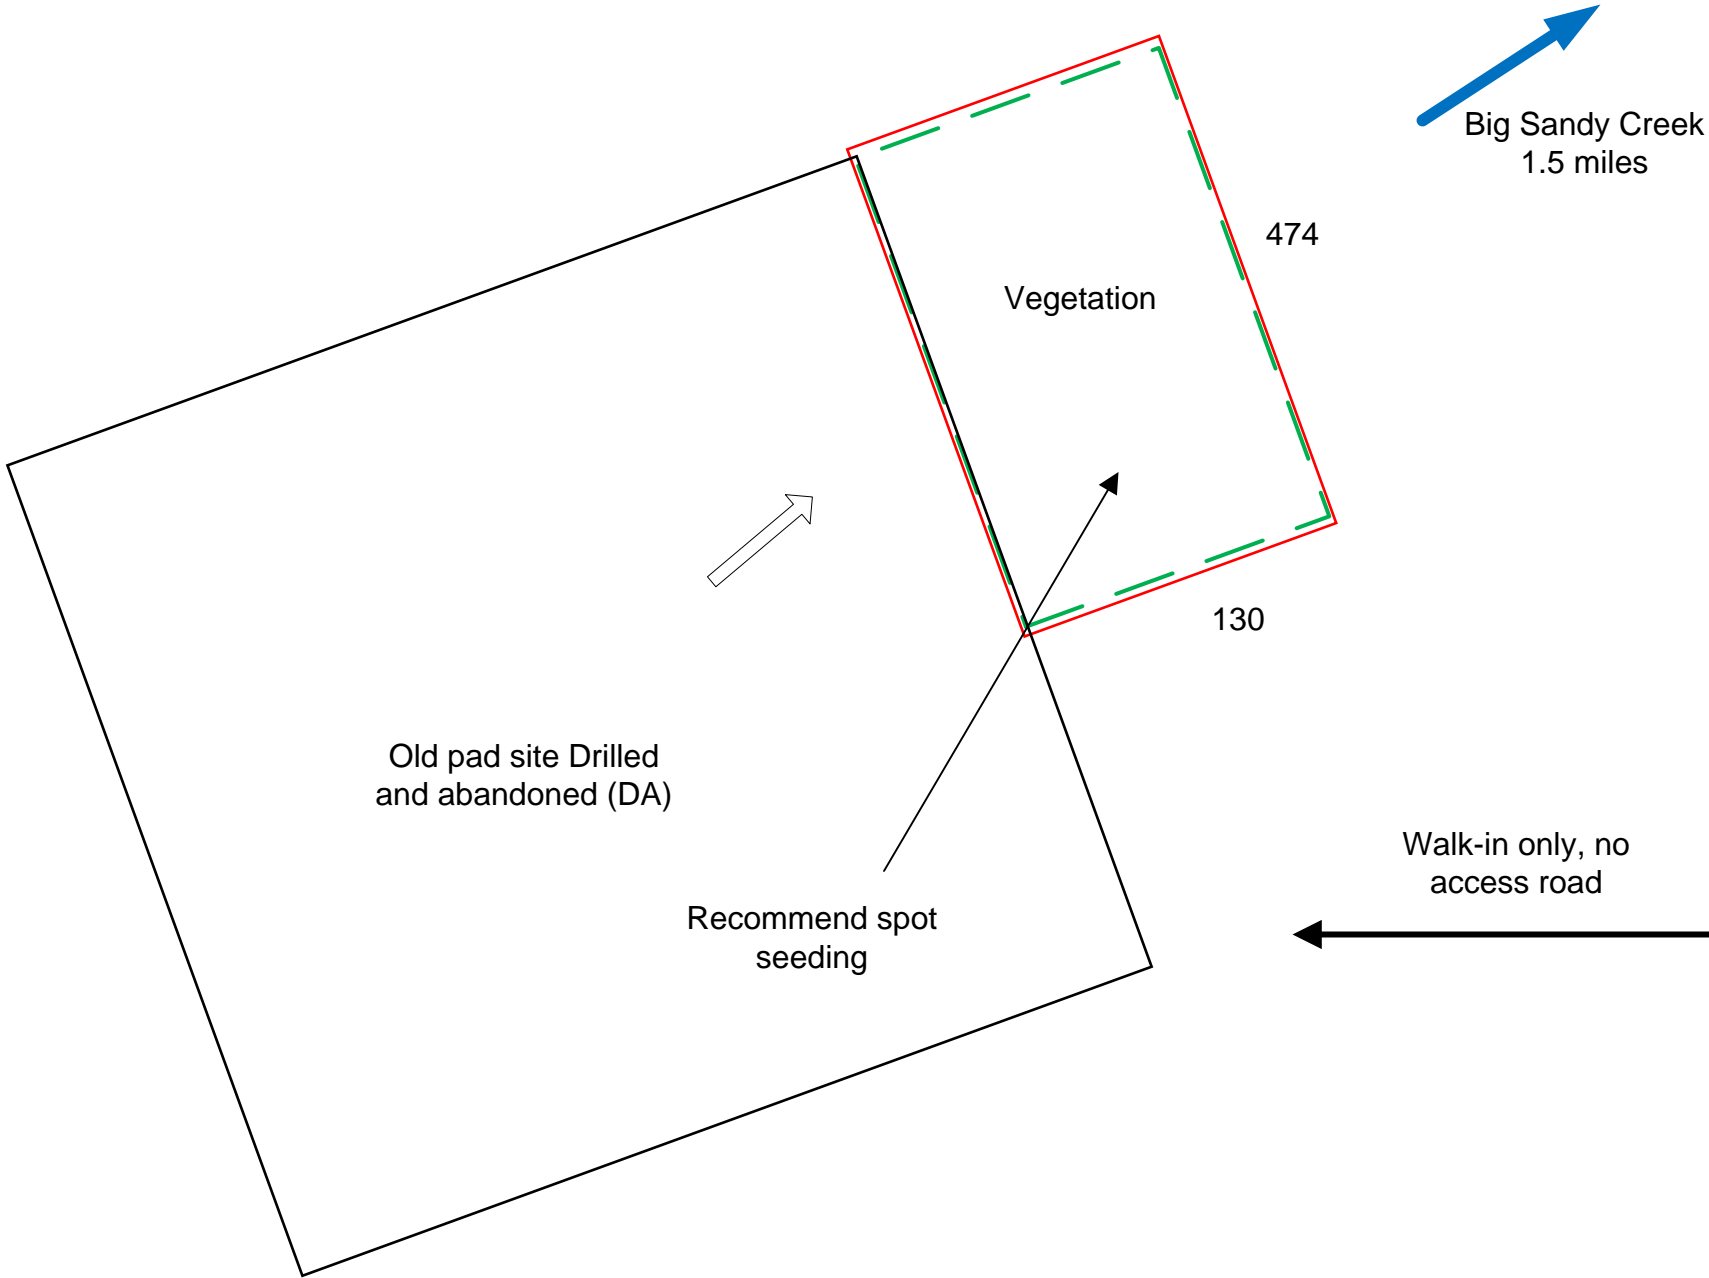 Big Sandy Creek
1.5 miles
474
Vegetation
130
Old pad site Drilled
and abandoned (DA)
Walk-in only, no
access road
Recommend spot
seeding